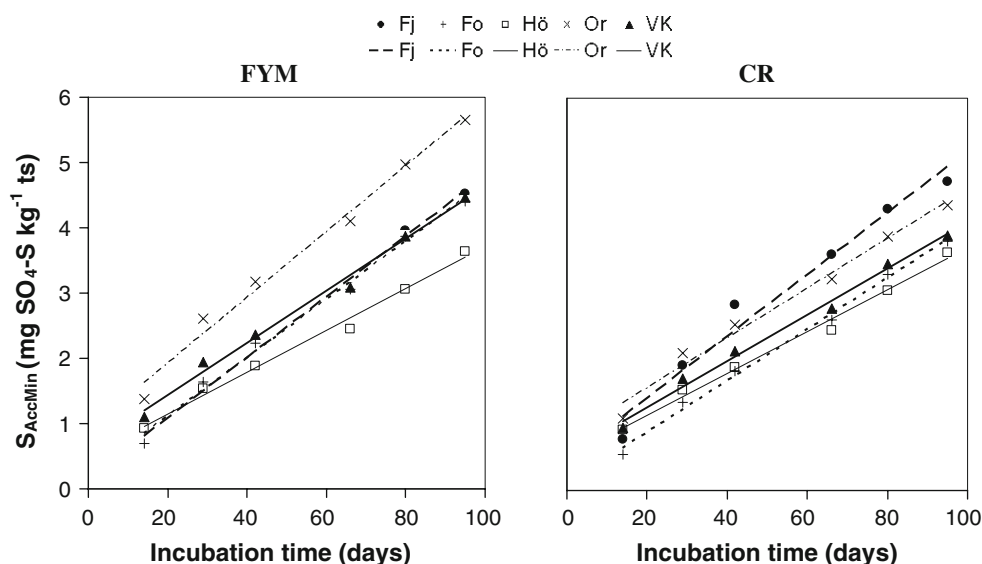 Fj Fo Hö Or VK
Fj Fo Hö Or VK
FYM CR
S_AccMin (mg SO₄-S kg⁻¹ ts)
6
5
4
3
2
1
0
0 20 40 60 80 100 0 20 40 60 80 100
Incubation time (days) Incubation time (days)